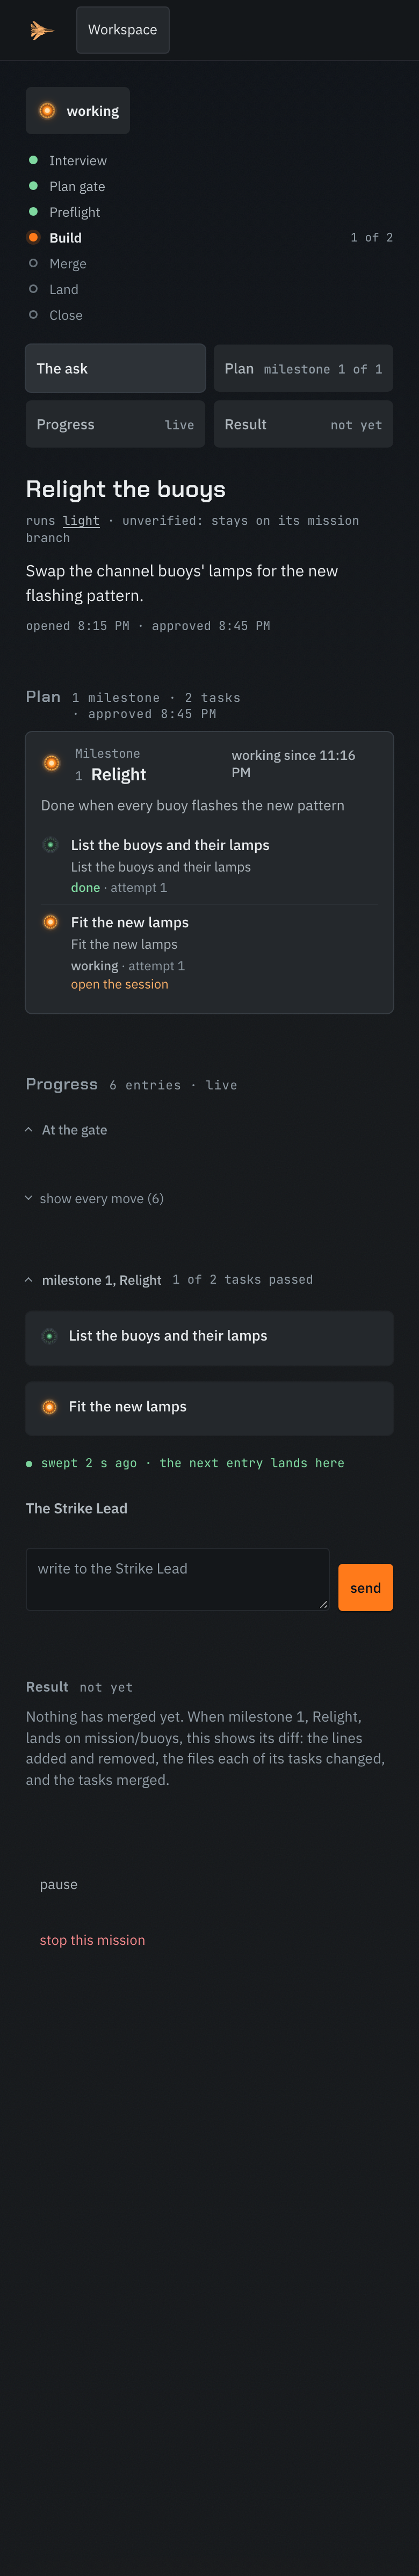 Workspace
working
Interview
Plan gate
Preflight
Build 1 of 2
Merge
Land
Close
The ask
Plan milestone 1 of 1
Progress live
Result not yet
Relight the buoys
runs light · unverified: stays on its mission
branch
Swap the channel buoys' lamps for the new
flashing pattern.
opened 8:15 PM · approved 8:45 PM
Plan 1 milestone · 2 tasks
· approved 8:45 PM
Milestone
1 Relight
working since 11:16
PM
Done when every buoy flashes the new pattern
List the buoys and their lamps
List the buoys and their lamps
done · attempt 1
Fit the new lamps
Fit the new lamps
working · attempt 1
open the session
Progress 6 entries · live
At the gate
show every move (6)
milestone 1, Relight 1 of 2 tasks passed
List the buoys and their lamps
Fit the new lamps
swept 2 s ago · the next entry lands here
The Strike Lead
write to the Strike Lead
send
Result not yet
Nothing has merged yet. When milestone 1, Relight,
lands on mission/buoys, this shows its diff: the lines
added and removed, the files each of its tasks changed,
and the tasks merged.
pause
stop this mission